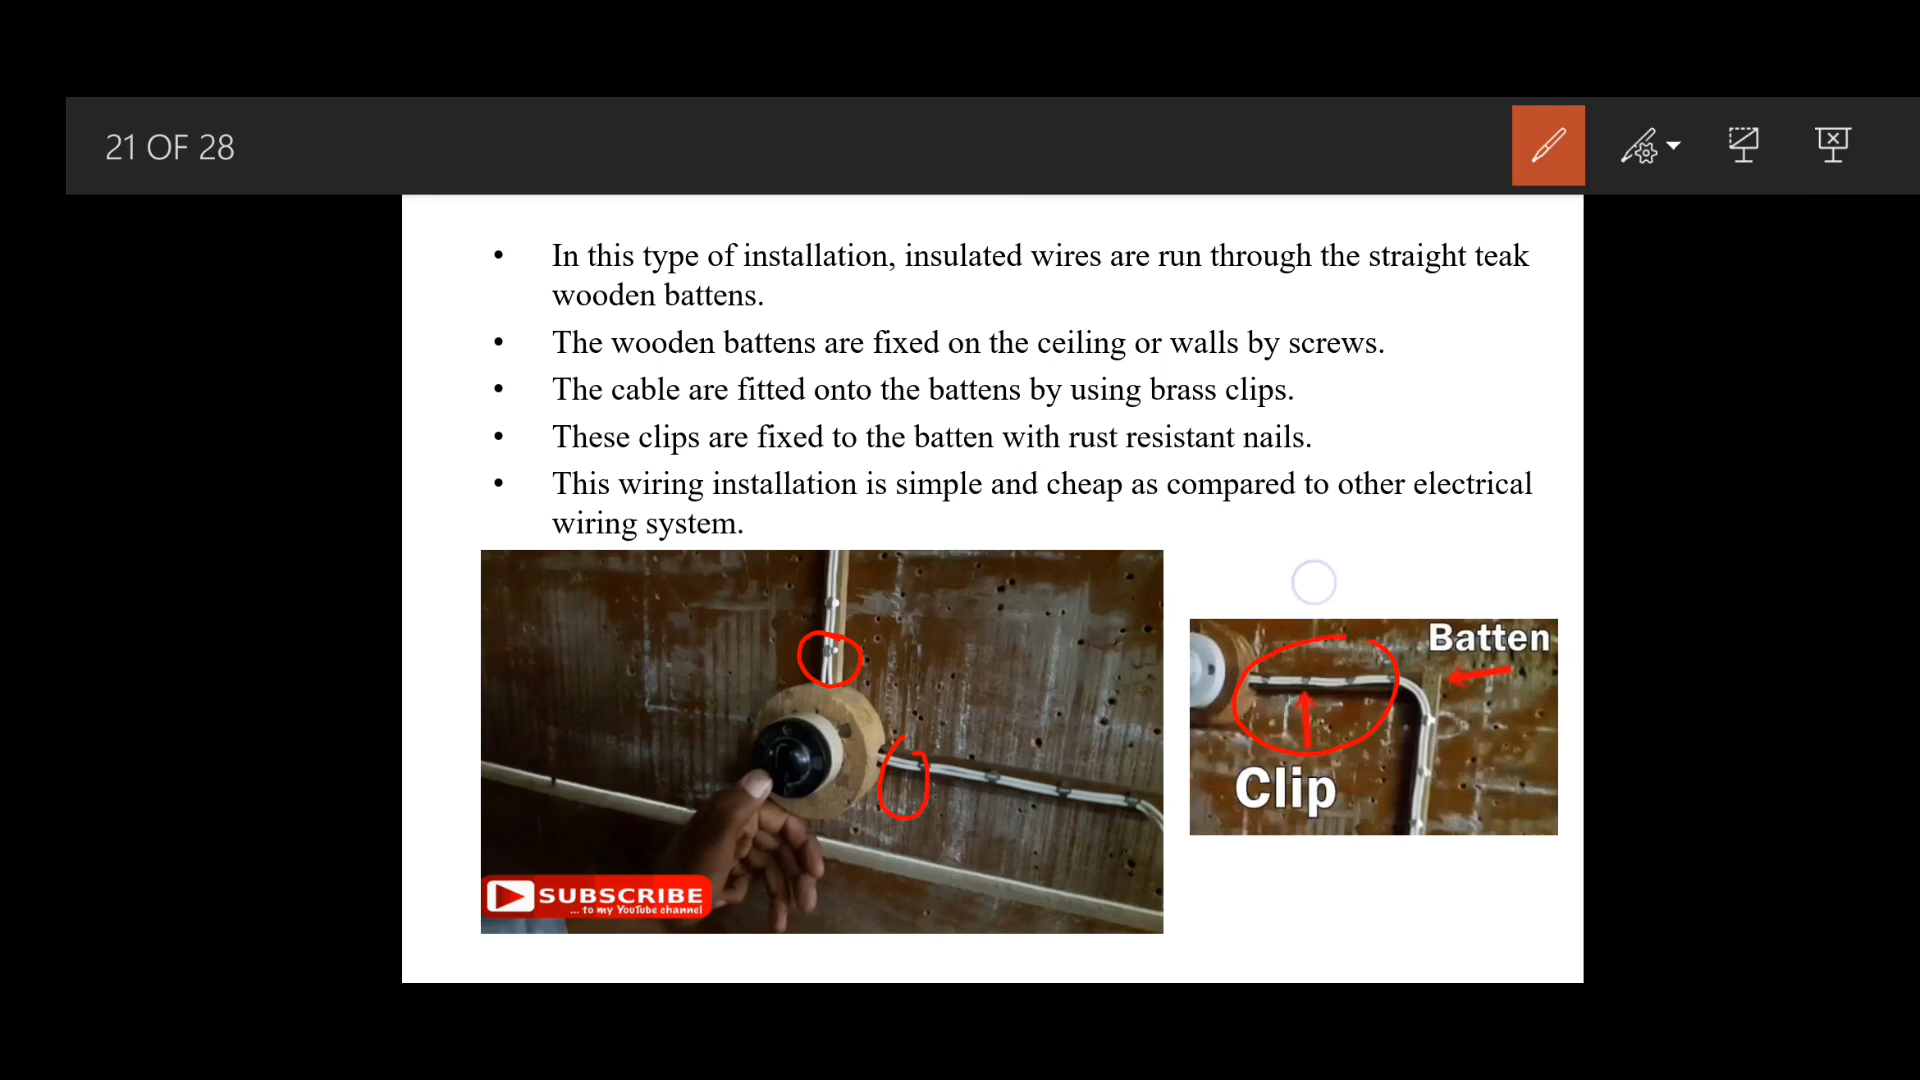 21 OF 28
• In this type of installation, insulated wires are run through the straight teak
wooden battens.
• The wooden battens are fixed on the ceiling or walls by screws.
• The cable are fitted onto the battens by using brass clips.
• These clips are fixed to the batten with rust resistant nails.
• This wiring installation is simple and cheap as compared to other electrical
wiring system.
Batten
Clip
SUBSCRIBE
... to my YouTube channel